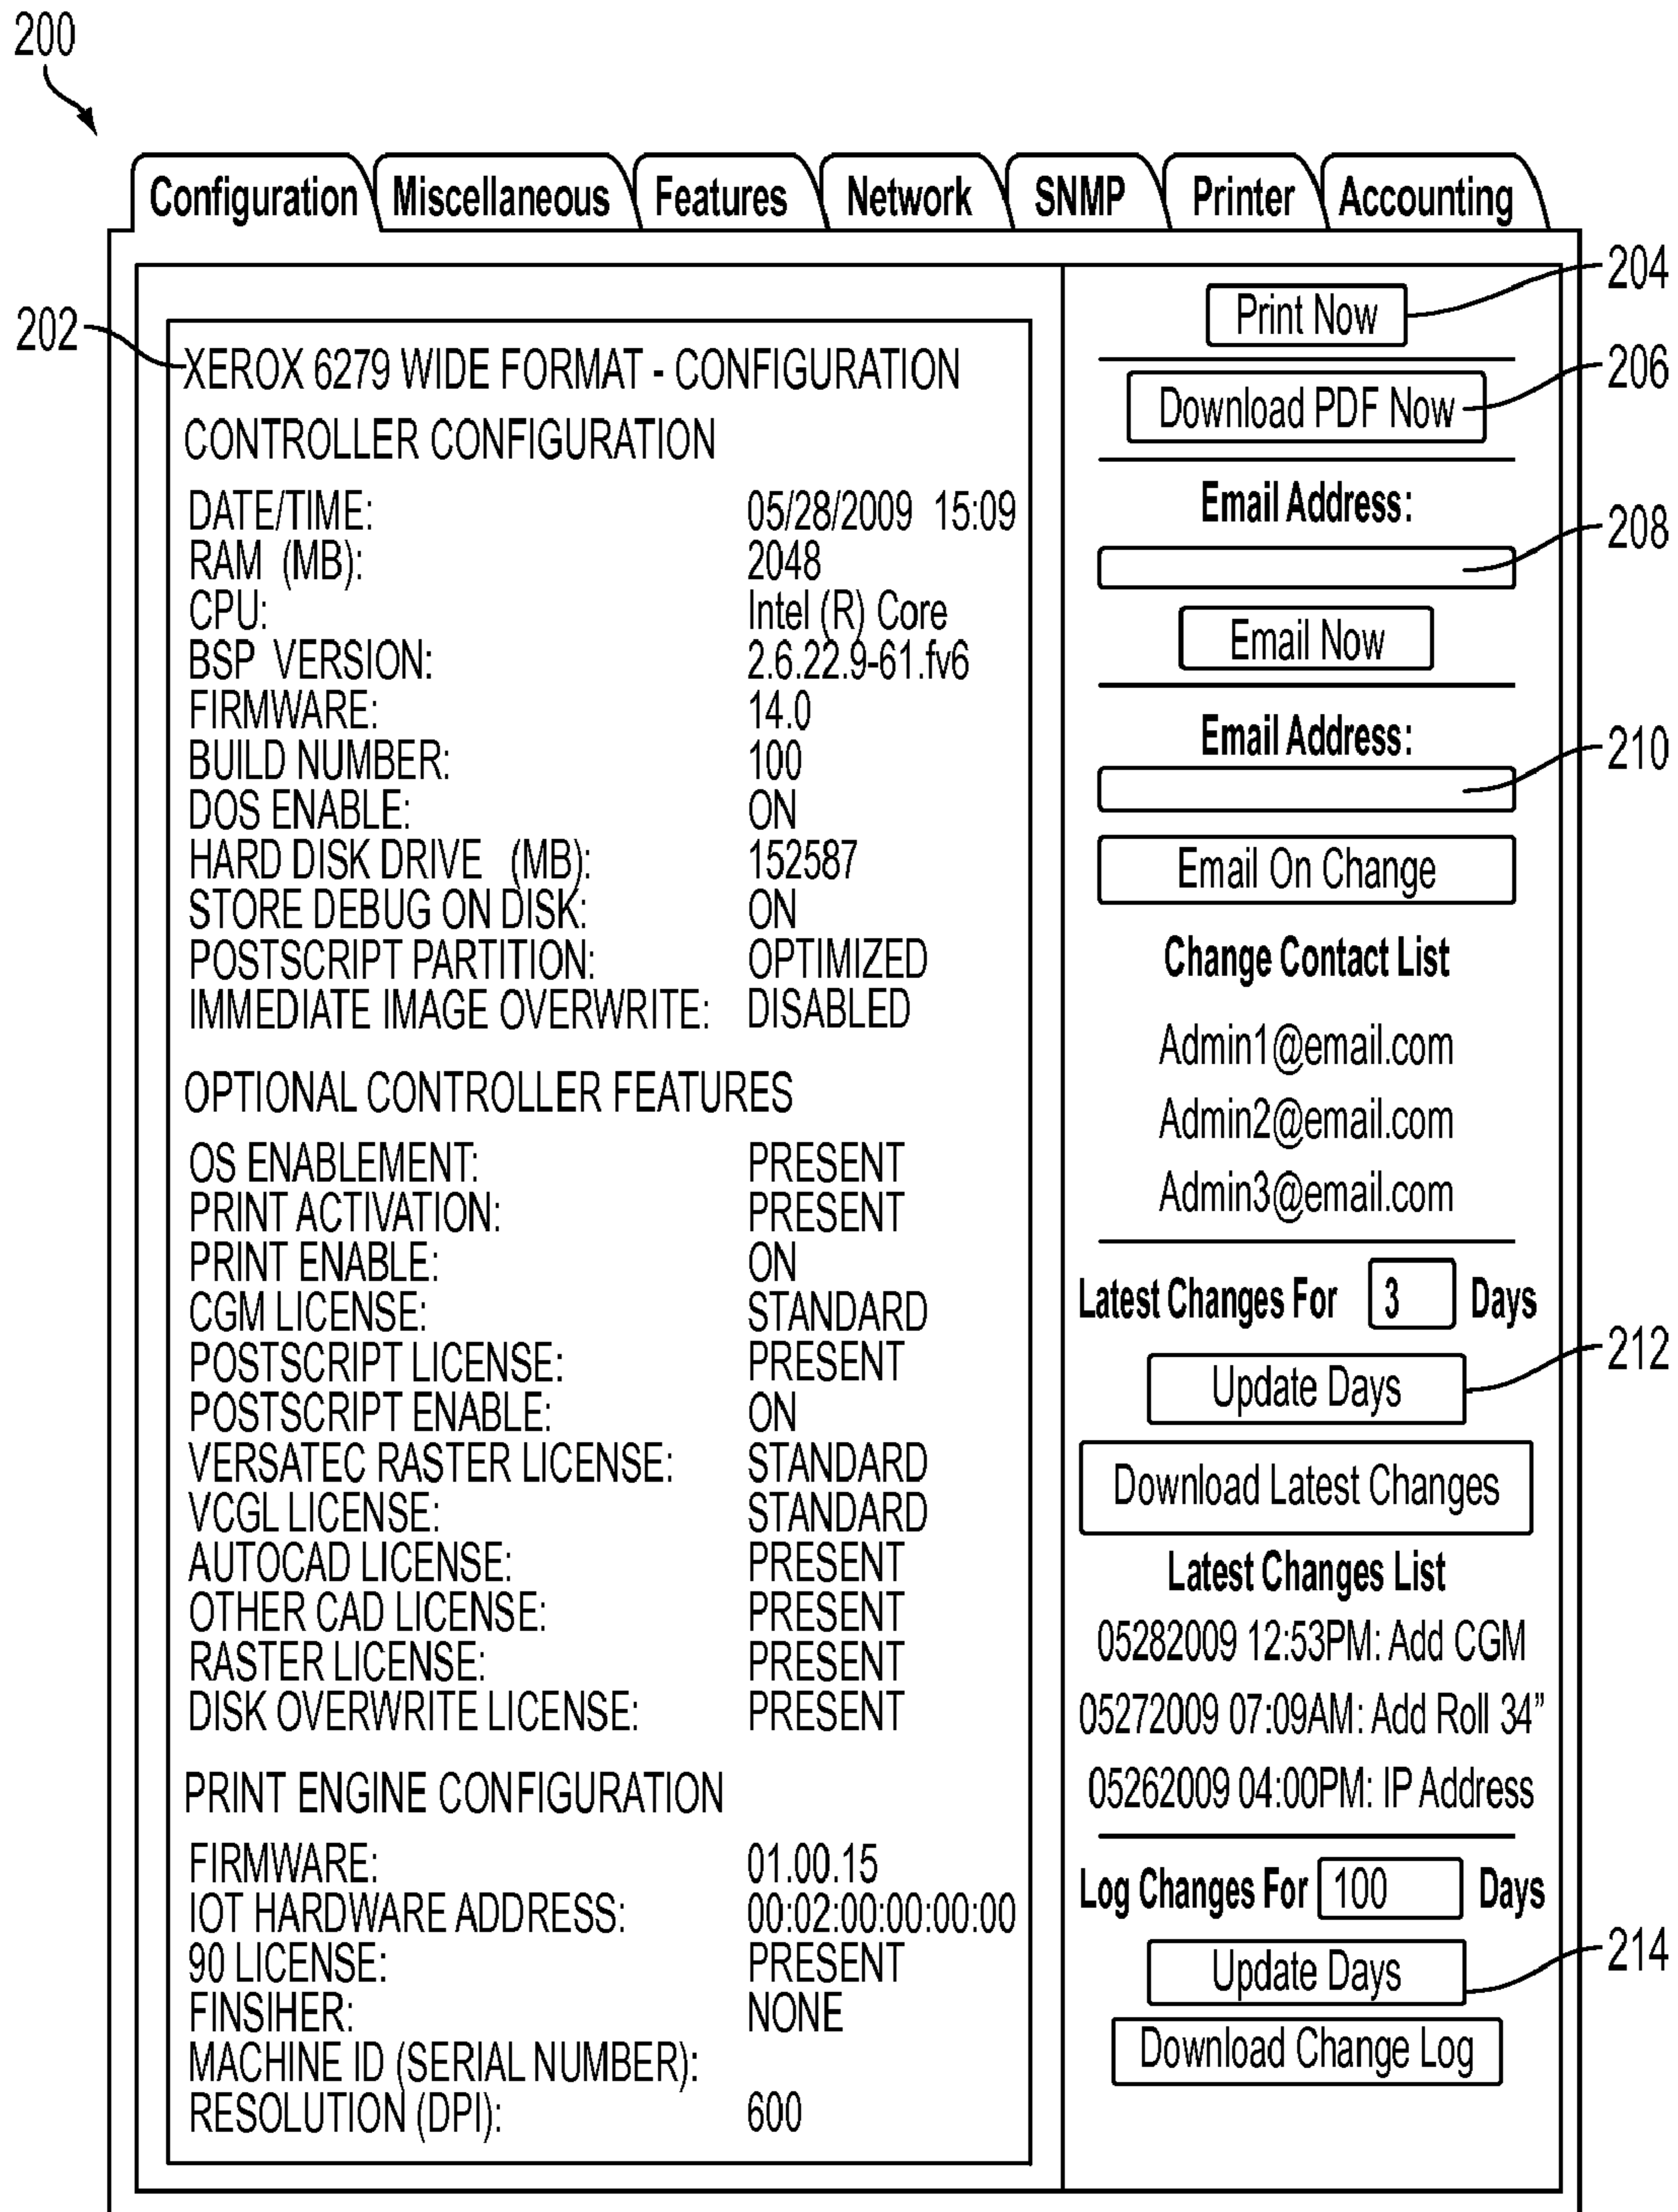 200
Configuration Miscellaneous Features Network SNMP Printer Accounting
202
XEROX 6279 WIDE FORMAT - CONFIGURATION
CONTROLLER CONFIGURATION
DATE/TIME: 05/28/2009 15:09
RAM (MB): 2048
CPU: Intel (R) Core
BSP VERSION: 2.6.22.9-61.fv6
FIRMWARE: 14.0
BUILD NUMBER: 100
DOS ENABLE: ON
HARD DISK DRIVE (MB): 152587
STORE DEBUG ON DISK: ON
POSTSCRIPT PARTITION: OPTIMIZED
IMMEDIATE IMAGE OVERWRITE: DISABLED
OPTIONAL CONTROLLER FEATURES
OS ENABLEMENT: PRESENT
PRINT ACTIVATION: PRESENT
PRINT ENABLE: ON
CGM LICENSE: STANDARD
POSTSCRIPT LICENSE: PRESENT
POSTSCRIPT ENABLE: ON
VERSATEC RASTER LICENSE: STANDARD
VCGL LICENSE: STANDARD
AUTOCAD LICENSE: PRESENT
OTHER CAD LICENSE: PRESENT
RASTER LICENSE: PRESENT
DISK OVERWRITE LICENSE: PRESENT
PRINT ENGINE CONFIGURATION
FIRMWARE: 01.00.15
IOT HARDWARE ADDRESS: 00:02:00:00:00:00
90 LICENSE: PRESENT
FINSIHER: NONE
MACHINE ID (SERIAL NUMBER):
RESOLUTION (DPI): 600
Print Now
204
Download PDF Now
206
Email Address:
208
Email Now
Email Address:
210
Email On Change
Change Contact List
Admin1@email.com
Admin2@email.com
Admin3@email.com
Latest Changes For 3 Days
Update Days
212
Download Latest Changes
Latest Changes List
05282009 12:53PM: Add CGM
05272009 07:09AM: Add Roll 34”
05262009 04:00PM: IP Address
Log Changes For 100 Days
Update Days
214
Download Change Log